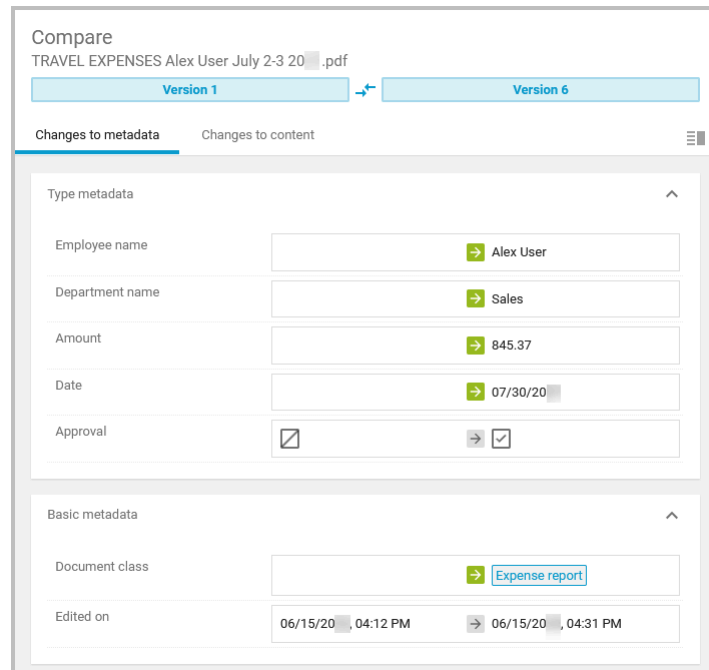 Compare
TRAVEL EXPENSES Alex User July 2-3 20 .pdf
Version 1 Version 6
Changes to metadata Changes to content
Type metadata
Employee name Alex User
Department name Sales
Amount 845.37
Date 07/30/20
Approval
Basic metadata
Document class Expense report
Edited on 06/15/20 , 04:12 PM 06/15/20 , 04:31 PM